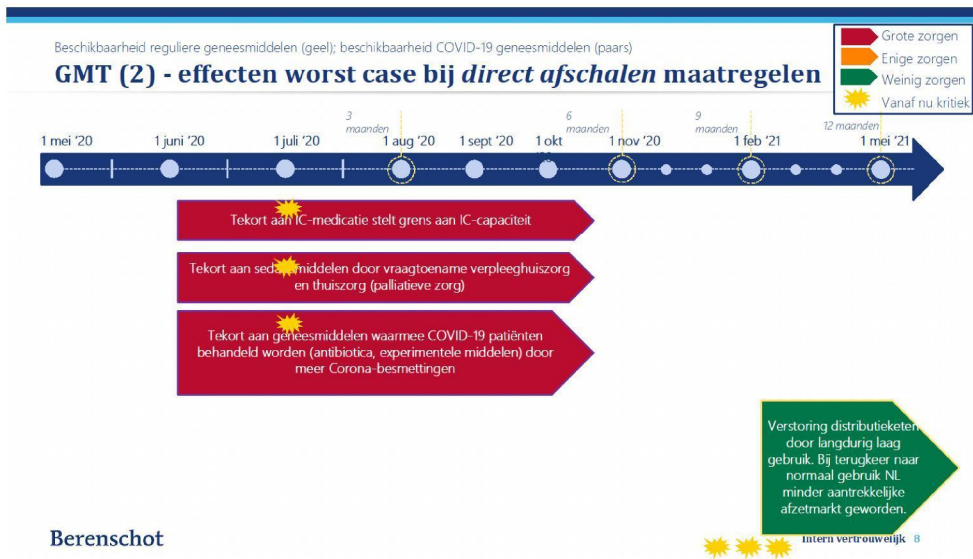 Beschikbaarheid reguliere geneesmiddelen (geel); beschikbaarheid COVID-19 geneesmiddelen (paars)
GMT (2) - effecten worst case bij direct afschalen maatregelen
Grote zorgen
Enige zorgen
Weinig zorgen
Vanaf nu kritiek
3
maanden
6
maanden
9
maanden
12 maanden
1 mei '20
1 juni '20
1 juli '20
1 aug '20
1 sept '20
1 okt
1 nov '20
1 feb '21
1 mei '21
Tekort aan IC-medicatie stelt grens aan IC-capaciteit
Tekort aan middelen door vraagtoename verpleeghuiszorg
en thuiszorg (palliatieve zorg)
Tekort aan geneesmiddelen waarmee COVID-19 patiënten
behandeld worden (antibiotica, experimentele middelen) door
meer Corona-besmettingen
Verstoring distributieketen
door langdurig laag
gebruik. Bij terugkeer naar
normaal gebruik NL
minder aantrekkelijke
afzetmarkt geworden.
Berenschot
Intern vertrouwelijk 8